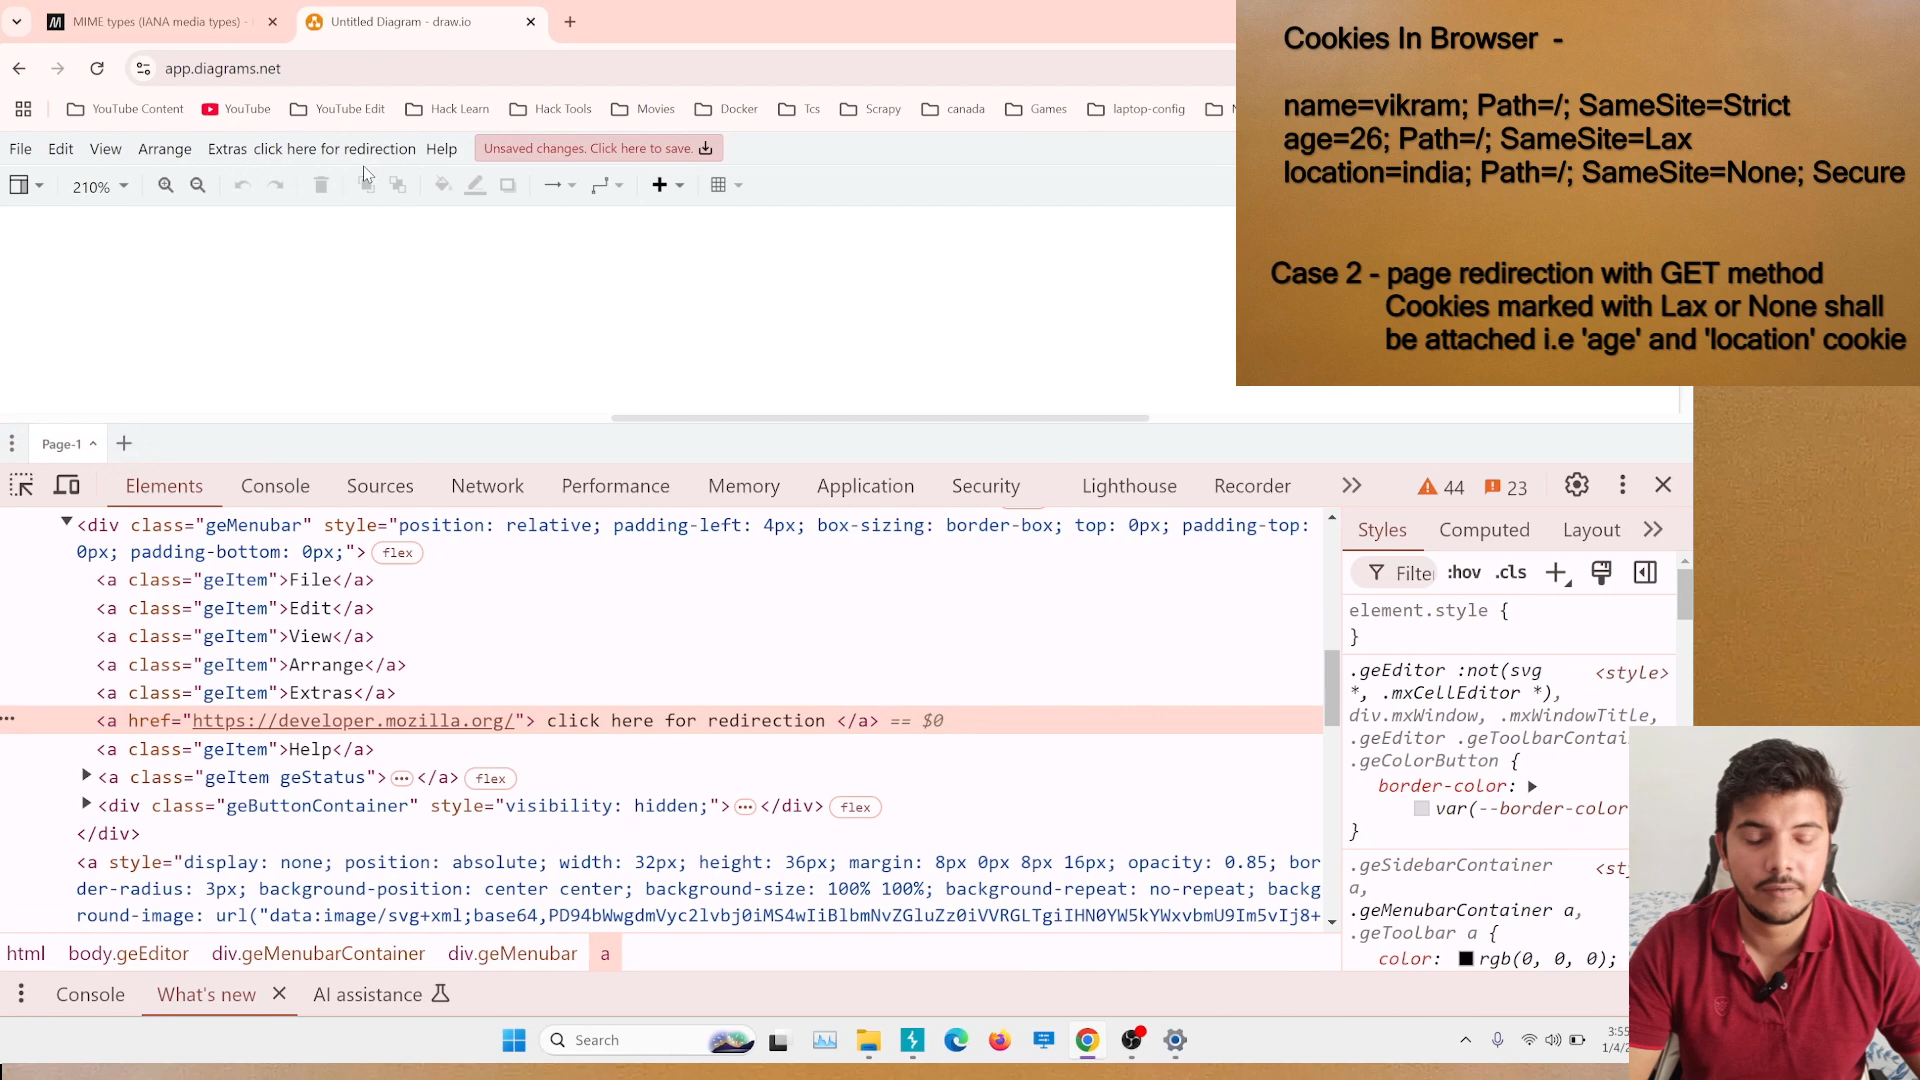 MIME types (IANA media types) -
Untitled Diagram - draw.io
app.diagrams.net
YouTube Content
YouTube
YouTube Edit
Hack Learn
Hack Tools
Movies
Docker
Tcs
Scrapy
canada
Games
laptop-config
File
Edit
View
Arrange
Extras
click here for redirection
Help
Unsaved changes. Click here to save.
210%
Cookies In Browser -
name=vikram; Path=/; SameSite=Strict
age=26; Path=/; SameSite=Lax
location=india; Path=/; SameSite=None; Secure
Case 2 - page redirection with GET method
Cookies marked with Lax or None shall
be attached i.e 'age' and 'location' cookie
Page-1
Elements
Console
Sources
Network
Performance
Memory
Application
Security
Lighthouse
Recorder
44
23
<div class="geMenubar" style="position: relative; padding-left: 4px; box-sizing: border-box; top: 0px; padding-top:
0px; padding-bottom: 0px;"> flex
<a class="geItem">File</a>
<a class="geItem">Edit</a>
<a class="geItem">View</a>
<a class="geItem">Arrange</a>
<a class="geItem">Extras</a>
<a href="https://developer.mozilla.org/"> click here for redirection </a> == $0
<a class="geItem">Help</a>
<a class="geItem geStatus">…</a> flex
<div class="geButtonContainer" style="visibility: hidden;">…</div> flex
</div>
<a style="display: none; position: absolute; width: 32px; height: 36px; margin: 8px 0px 8px 16px; opacity: 0.85; bor
der-radius: 3px; background-position: center center; background-size: 100% 100%; background-repeat: no-repeat; backg
round-image: url("data:image/svg+xml;base64,
Styles
Computed
Layout
Filter
:hov
.cls
element.style {
}
.geEditor :not(svg <style>
*, .mxCellEditor *),
div.mxWindow, .mxWindowTitle,
.geEditor .geToolbarContai
.geColorButton {
border-color:
var(--border-color
}
.geSidebarContainer <st
a,
.geMenubarContainer a,
.geToolbar a {
color: rgb(0, 0, 0);
html
body.geEditor
div.geMenubarContainer
div.geMenubar
a
Console
What's new
AI assistance
Search
3:55
1/4/2